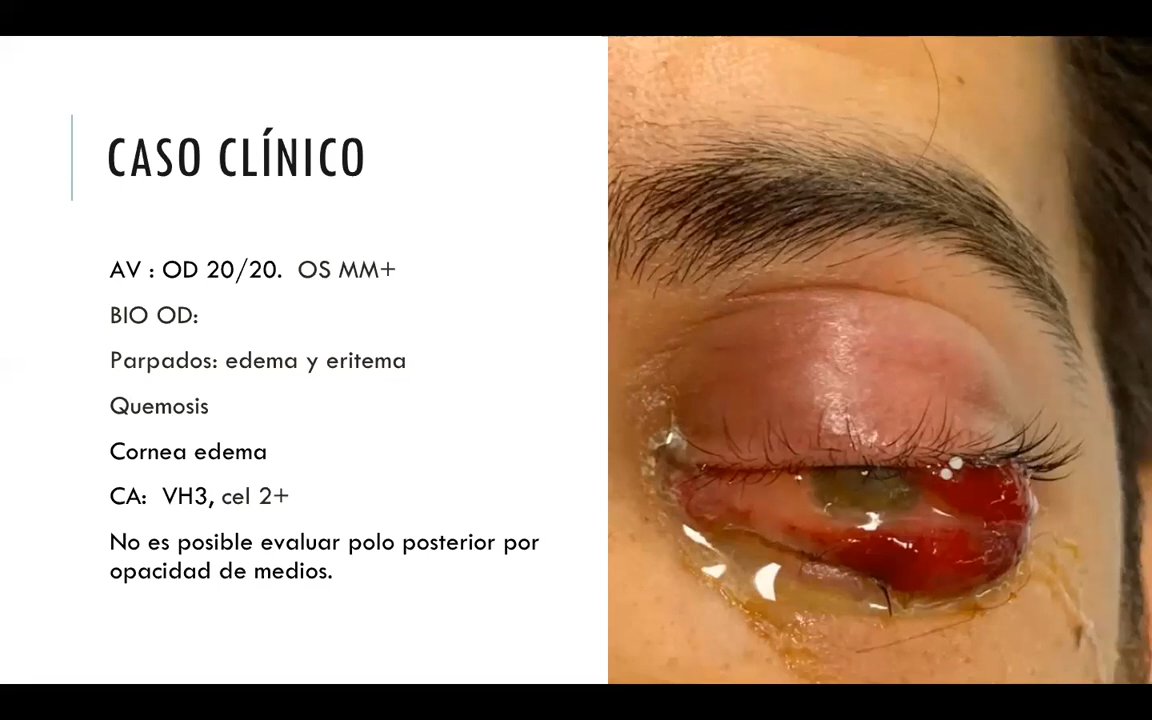 CASO CLÍNICO
AV : OD 20/20.  OS MM+
BIO OD:
Parpados: edema y eritema
Quemosis
Cornea edema
CA:  VH3, cel 2+
No es posible evaluar polo posterior por
opacidad de medios.